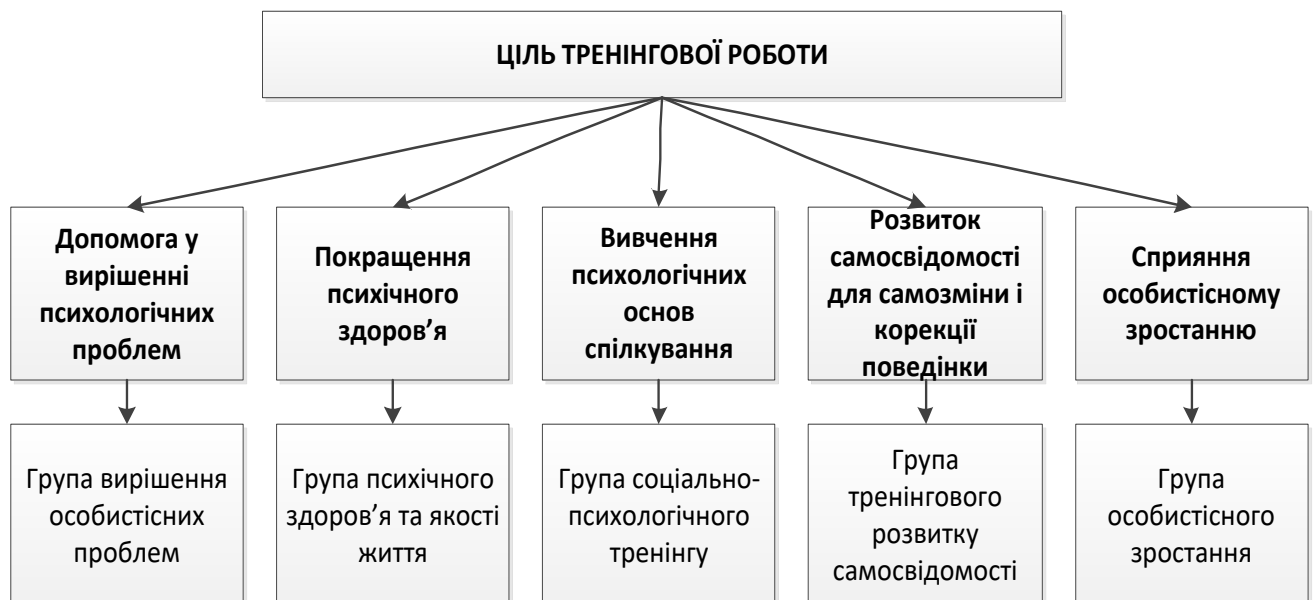 ЦІЛЬ ТРЕНІНГОВОЇ РОБОТИ
Допомога у
вирішенні
психологічних
проблем
Покращення
психічного
здоров’я
Вивчення
психологічних
основ
спілкування
Розвиток
самосвідомості
для самозміни і
корекції
поведінки
Сприяння
особистісному
зростанню
Група вирішення
особистісних
проблем
Група психічного
здоров’я та якості
життя
Група соціально-
психологічного
тренінгу
Група
тренінгового
розвитку
самосвідомості
Група
особистісного
зростання